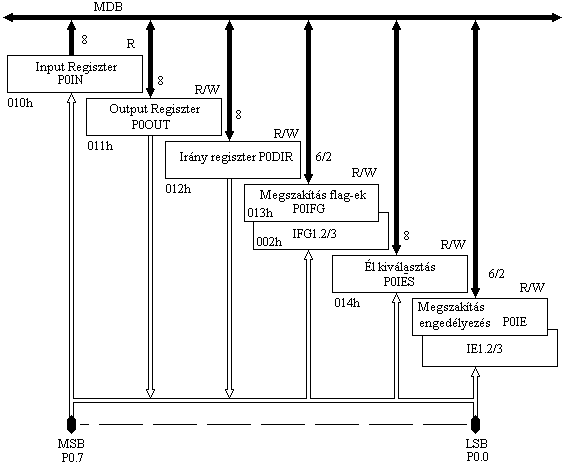 MDB
8
R
Input Regiszter
P0IN
010h
8
R/W
Output Regiszter
P0OUT
011h
8
R/W
Irány regiszter P0DIR
012h
6/2
R/W
Megszakítás flag-ek
013h P0IFG
002h IFG1.2/3
8
R/W
Él kiválasztás
P0IES
014h
6/2
R/W
Megszakítás
engedélyezés P0IE
IE1.2/3
MSB
P0.7
LSB
P0.0